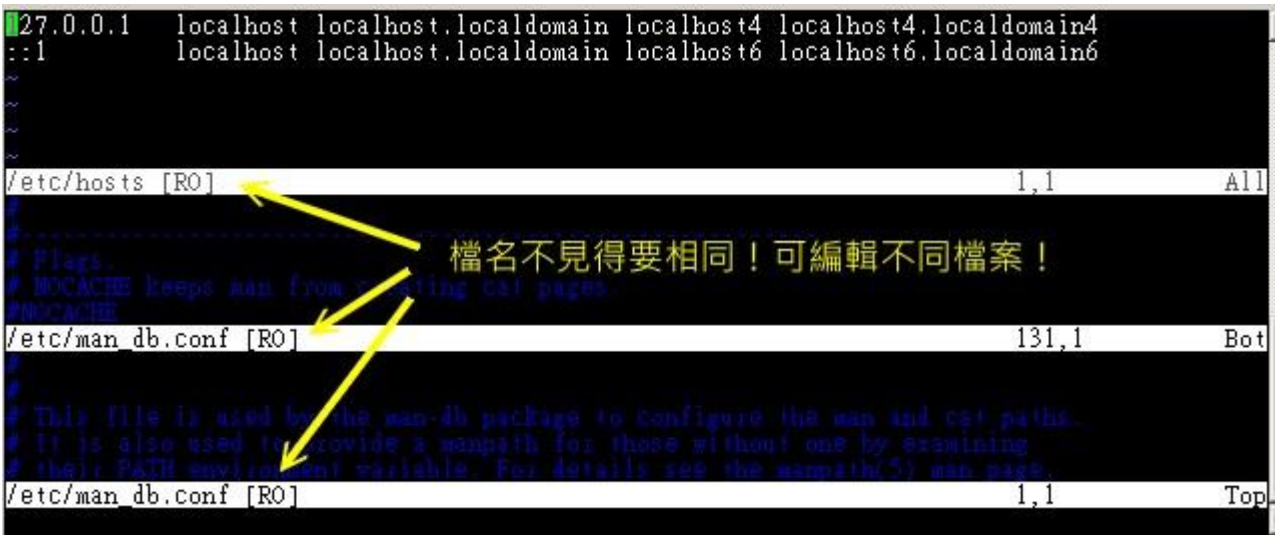 127.0.0.1 localhost localhost.localdomain localhost4 localhost4.localdomain4
::1 localhost localhost.localdomain localhost6 localhost6.localdomain6
~
~
~
~
/etc/hosts [RO] 1,1 All
#
#---------------------------------------------------------
# Flags.
# NOCACHE keeps man from creating cat pages.
#NOCACHE
檔名不見得要相同！可編輯不同檔案！
/etc/man_db.conf [RO] 131,1 Bot
#
#
# This file is used by the man-db package to configure the man and cat paths.
# It is also used to provide a manpath for those without one by examining
# their PATH environment variable. For details see the manpath(5) man page.
/etc/man_db.conf [RO] 1,1 Top